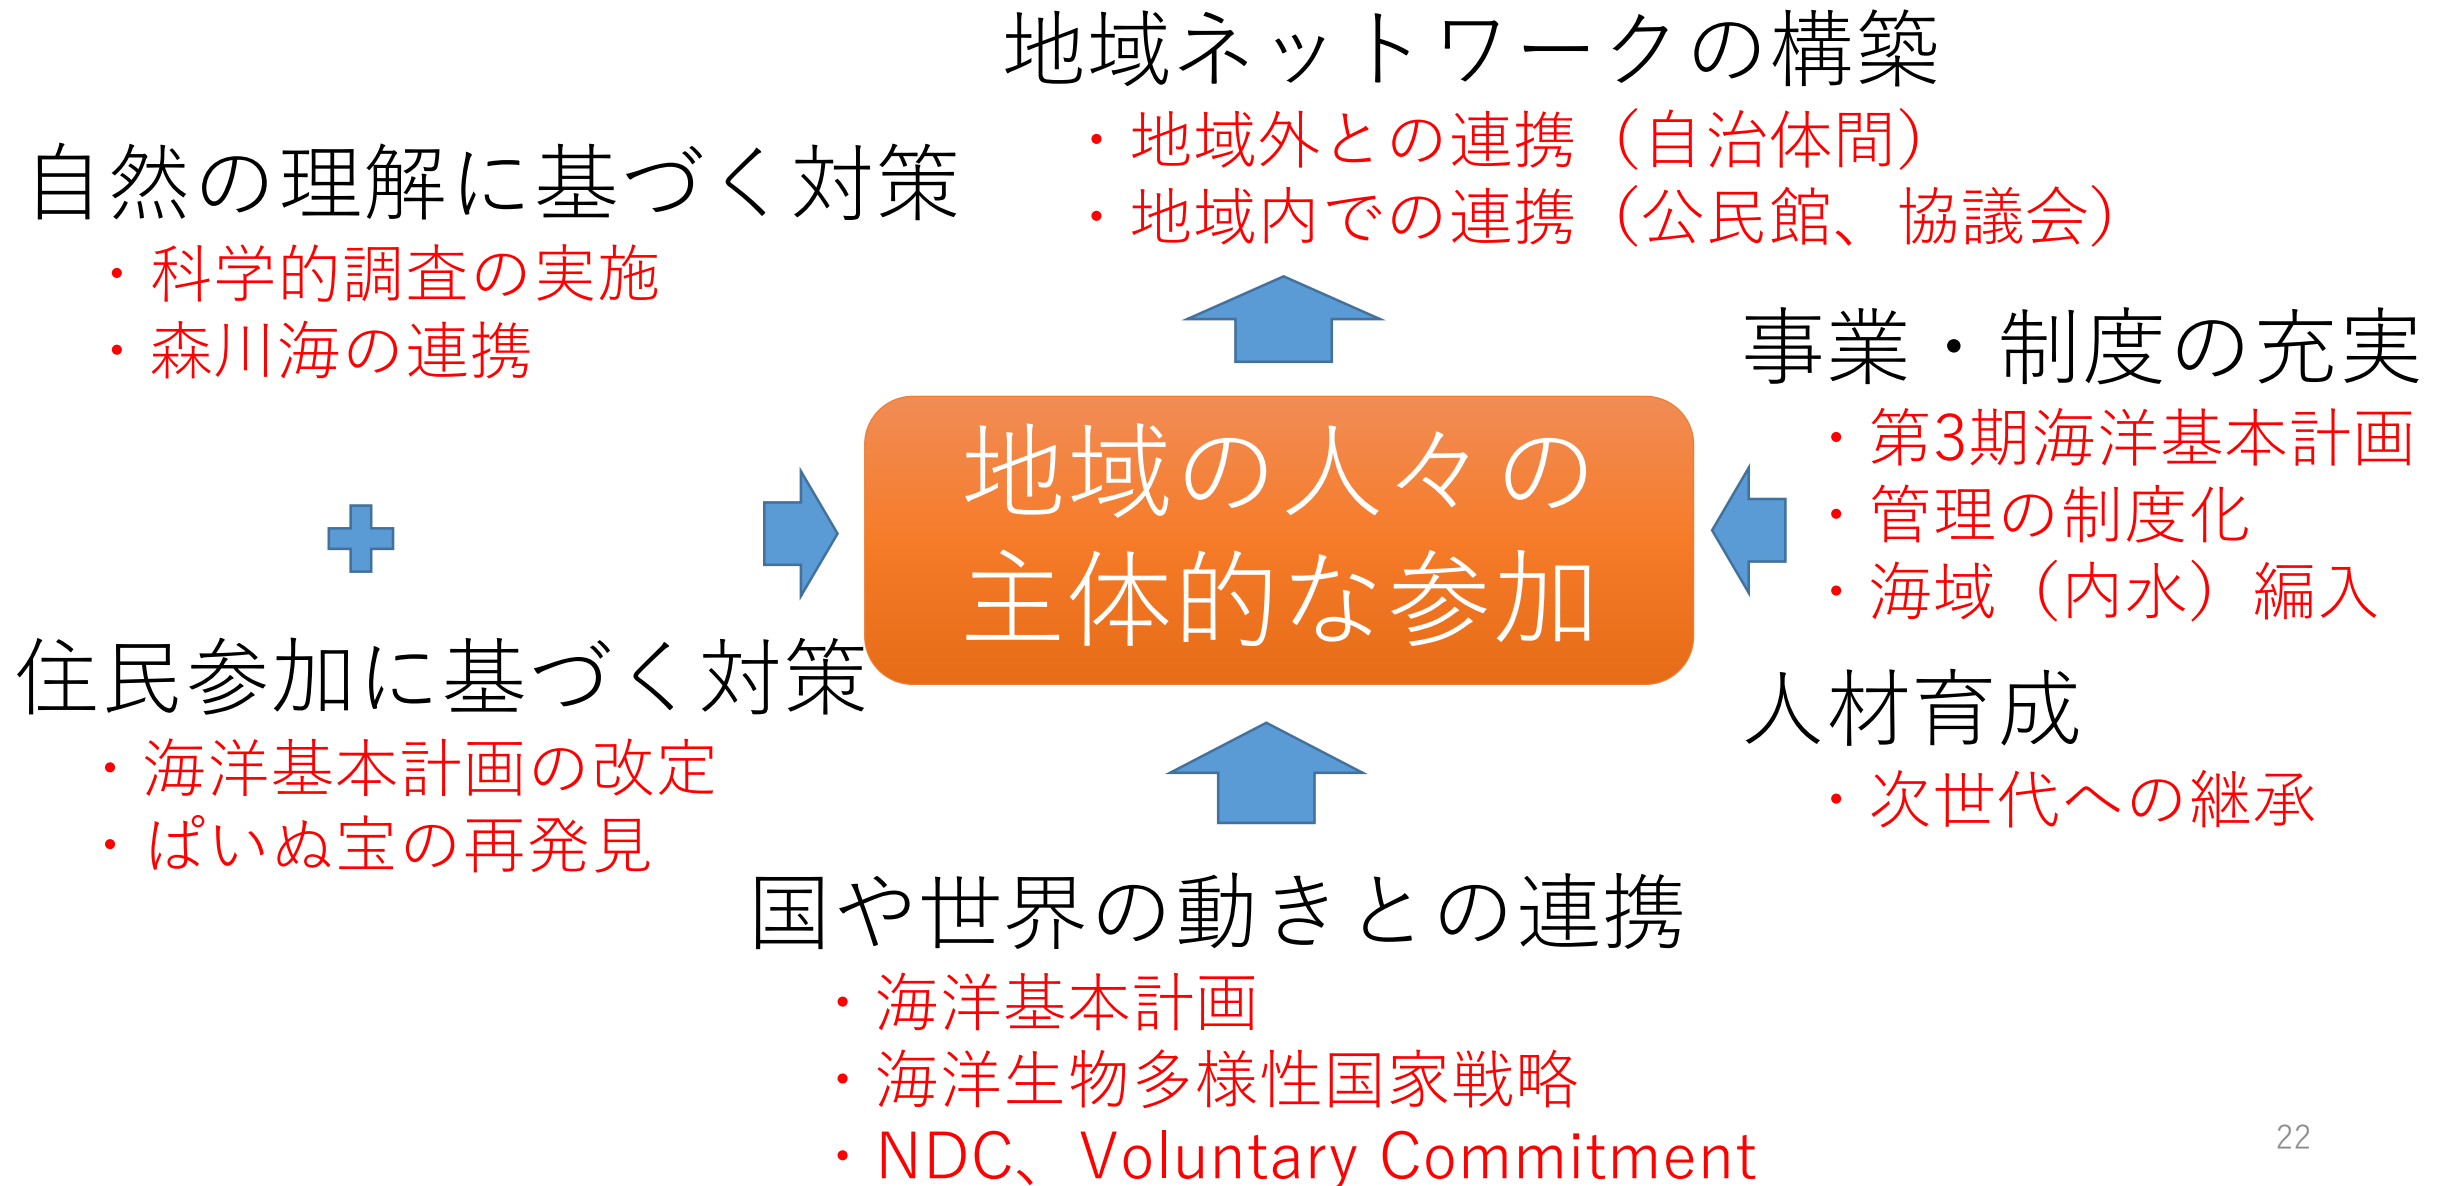 地域ネットワークの構築
・地域外との連携（自治体間）
・地域内での連携（公民館、協議会）
自然の理解に基づく対策
・科学的調査の実施
・森川海の連携
事業・制度の充実
・第3期海洋基本計画
・管理の制度化
・海域（内水）編入
地域の人々の
主体的な参加
住民参加に基づく対策
・海洋基本計画の改定
・ぱいぬ宝の再発見
人材育成
・次世代への継承
国や世界の動きとの連携
・海洋基本計画
・海洋生物多様性国家戦略
・NDC、Voluntary Commitment
22